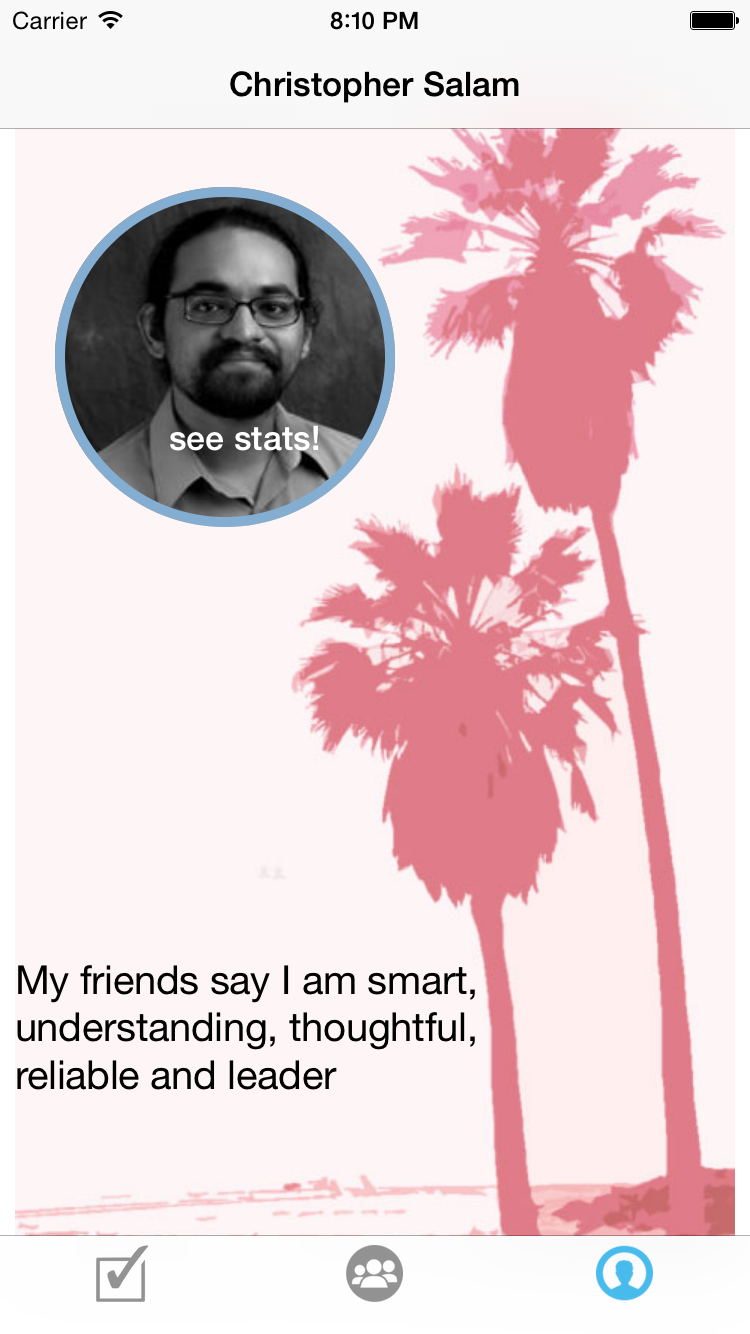 Carrier 8:10 PM
Christopher Salam
see stats!
My friends say I am smart,
understanding, thoughtful,
reliable and leader